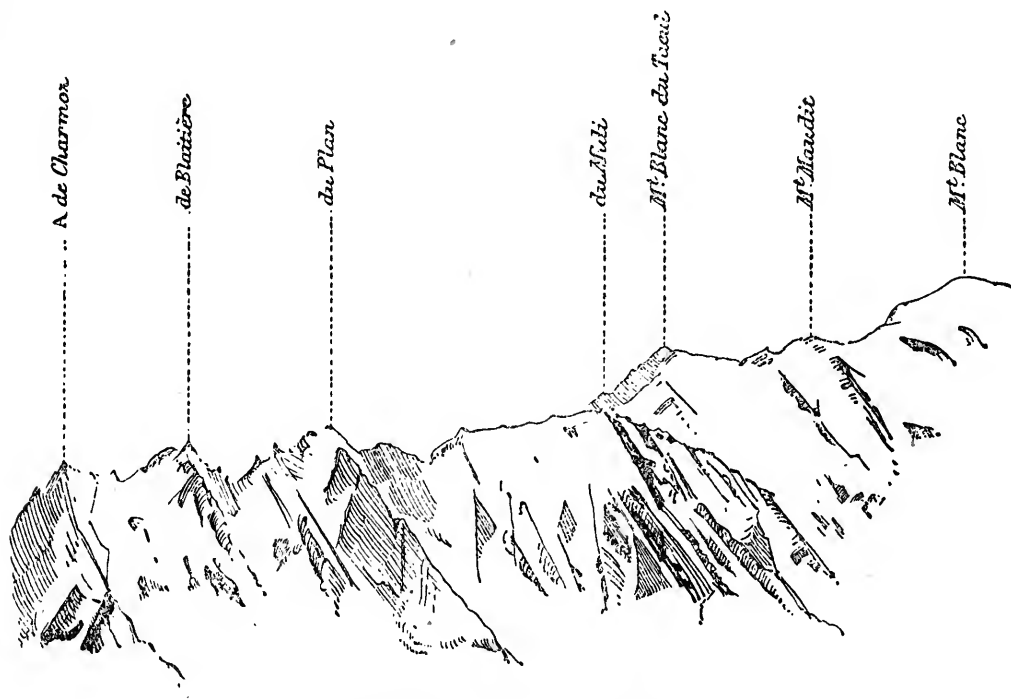 A de Charmoz
de Blaitière
du Plan
du Midi
Mt. Blanc du Tacul
Mt. Maudit
Mt. Blanc